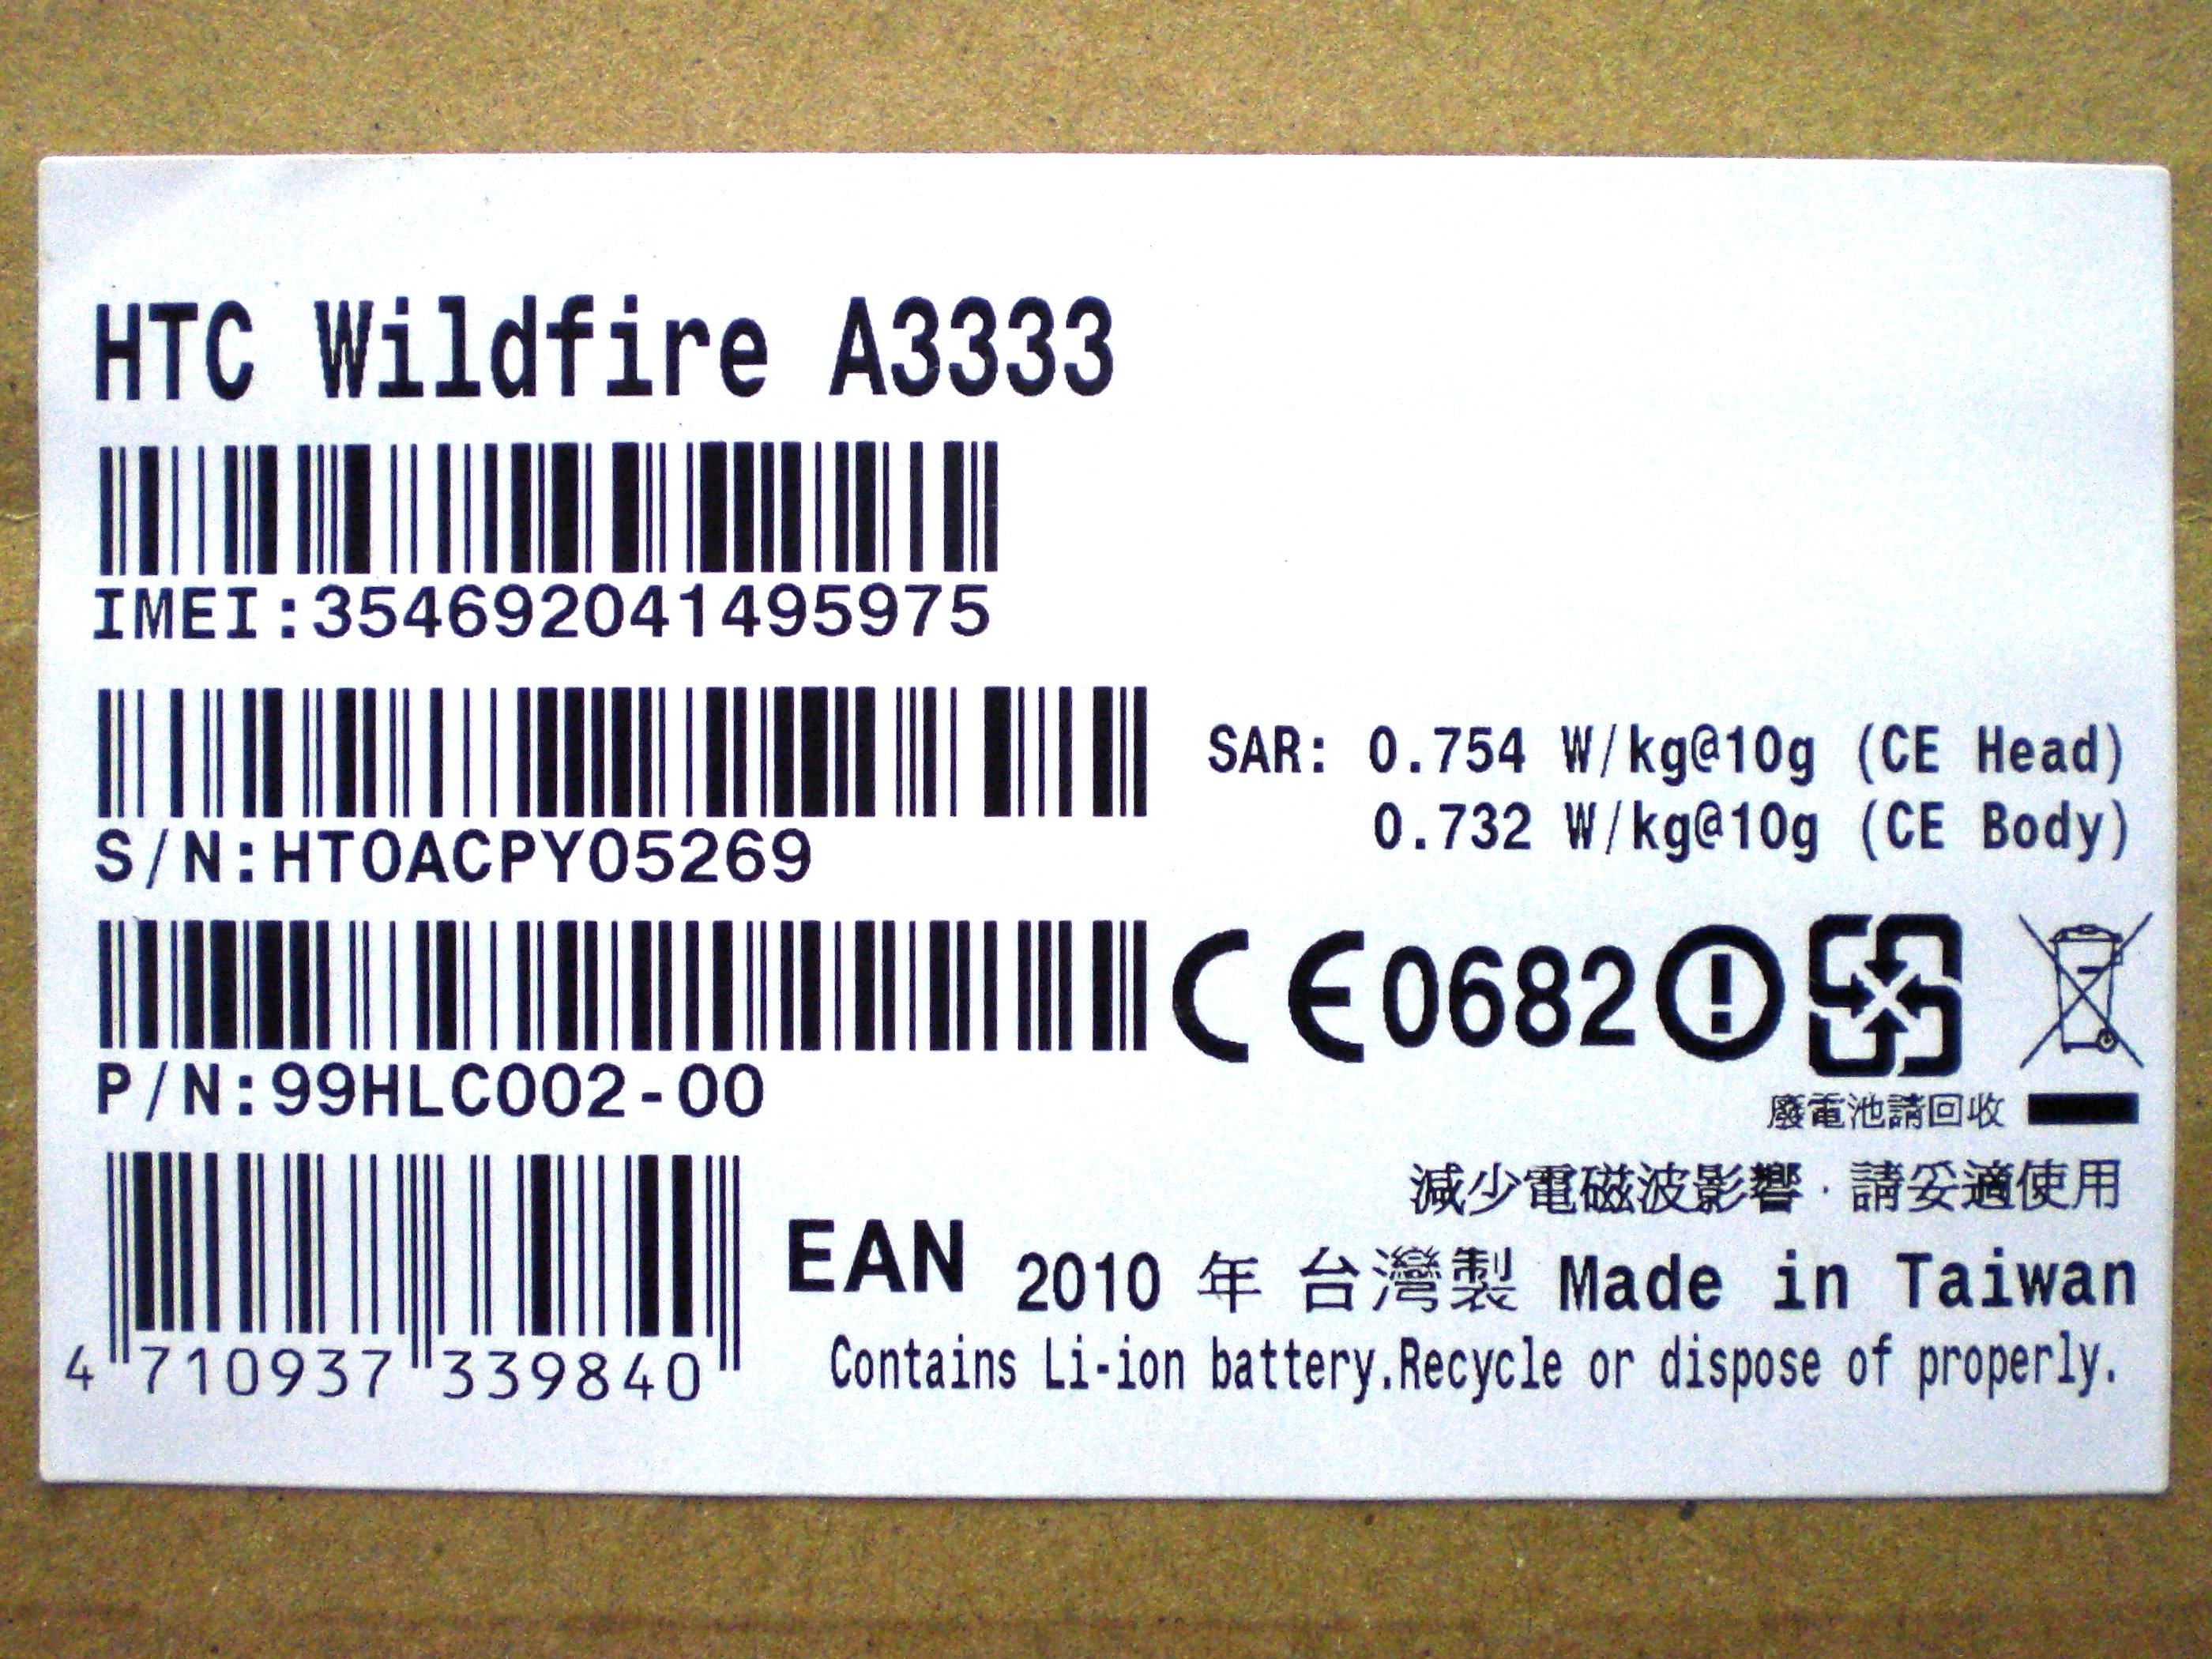 HTC Wildfire A3333
IMEI:354692041495975
S/N:HT0ACPY05269
SAR: 0.754 W/kg@10g (CE Head)
0.732 W/kg@10g (CE Body)
P/N:99HLC002-00
CE0682
廢電池請回收
減少電磁波影響·請妥適使用
EAN
2010 年 台灣製 Made in Taiwan
Contains Li-ion battery.Recycle or dispose of properly.
4 710937 339840